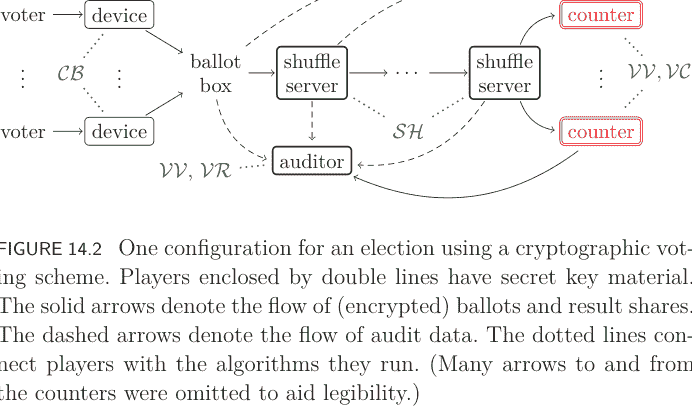 voter device counter
ballot
box
shuffle
server
···
shuffle
server
⋮ 𝒞ℬ ⋮ ⋮ 𝒱𝒱, 𝒱𝒞
𝒮ℋ
voter device counter
auditor
𝒱𝒱, 𝒱ℛ
FIGURE 14.2 One configuration for an election using a cryptographic vot-
ing scheme. Players enclosed by double lines have secret key material.
The solid arrows denote the flow of (encrypted) ballots and result shares.
The dashed arrows denote the flow of audit data. The dotted lines con-
nect players with the algorithms they run. (Many arrows to and from
the counters were omitted to aid legibility.)